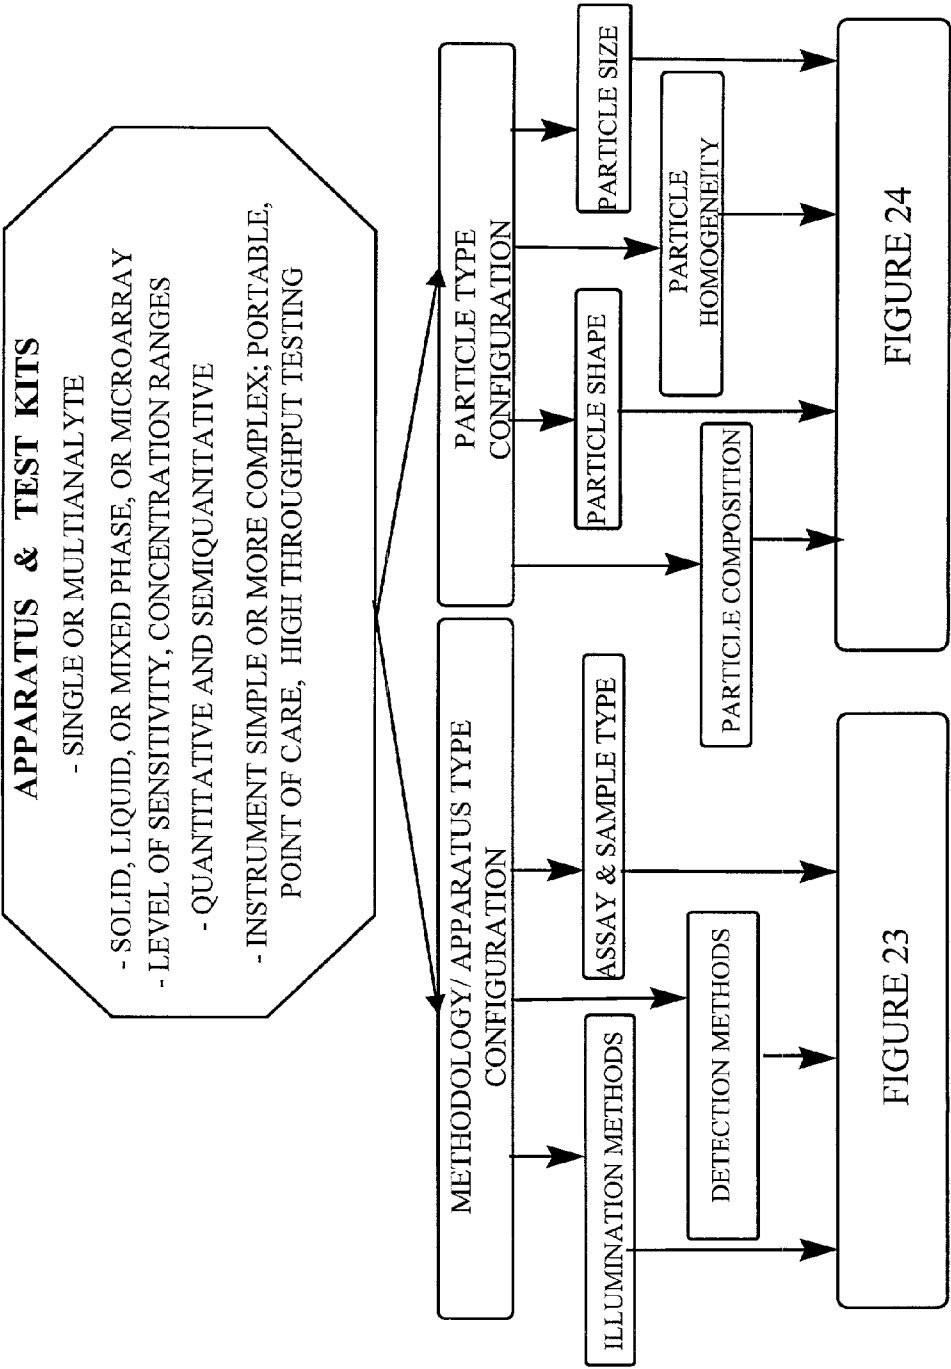 APPARATUS & TEST KITS
- SINGLE OR MULTIANALYTE
- SOLID, LIQUID, OR MIXED PHASE, OR MICROARRAY
- LEVEL OF SENSITIVITY, CONCENTRATION RANGES
- QUANTITATIVE AND SEMIQUANITATIVE
- INSTRUMENT SIMPLE OR MORE COMPLEX; PORTABLE,
POINT OF CARE, HIGH THROUGHPUT TESTING
METHODOLOGY/ APPARATUS TYPE
CONFIGURATION
PARTICLE TYPE
CONFIGURATION
ILLUMINATION METHODS
ASSAY & SAMPLE TYPE
PARTICLE SHAPE
PARTICLE SIZE
DETECTION METHODS
PARTICLE COMPOSITION
PARTICLE
HOMOGENEITY
FIGURE 23
FIGURE 24